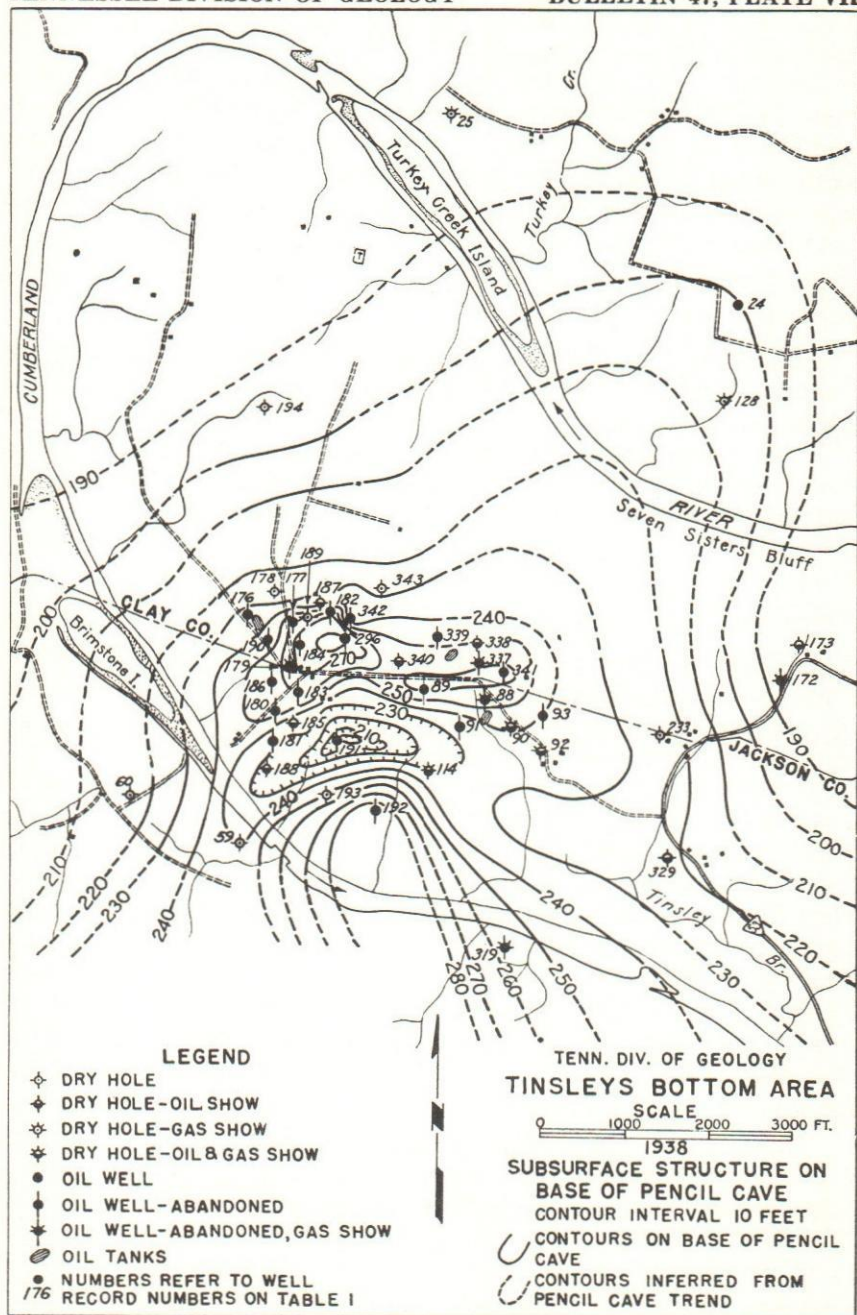 TENNESSEE DIVISION OF GEOLOGY BULLETIN 47, PLATE VII
25
Cr.
Turkey
Turkey Creek Island
24
CUMBERLAND
194
128
190
RIVER
Seven Sisters Bluff
189
178 177 187 182 343
176 342
200
CLAY CO.
240
339 338
190 184 296
173
Brimstone I.
179 270 340 337 341
172
186 183 89 88
250
180 230 93
185 91 90 233
JACKSON CO.
190
187 210 92
191
188 114
60 240 793
192
200
59
329
210
210
220
Tinsley
240
230
220
240
319
Br.
250
230
260
270
280
LEGEND
DRY HOLE
DRY HOLE-OIL SHOW
DRY HOLE-GAS SHOW
DRY HOLE-OIL & GAS SHOW
OIL WELL
OIL WELL-ABANDONED
OIL WELL-ABANDONED, GAS SHOW
OIL TANKS
NUMBERS REFER TO WELL
176 RECORD NUMBERS ON TABLE I
N
TENN. DIV. OF GEOLOGY
TINSLEYS BOTTOM AREA
SCALE
0 1000 2000 3000 FT.
1938
SUBSURFACE STRUCTURE ON
BASE OF PENCIL CAVE
CONTOUR INTERVAL 10 FEET
CONTOURS ON BASE OF PENCIL
CAVE
CONTOURS INFERRED FROM
PENCIL CAVE TREND